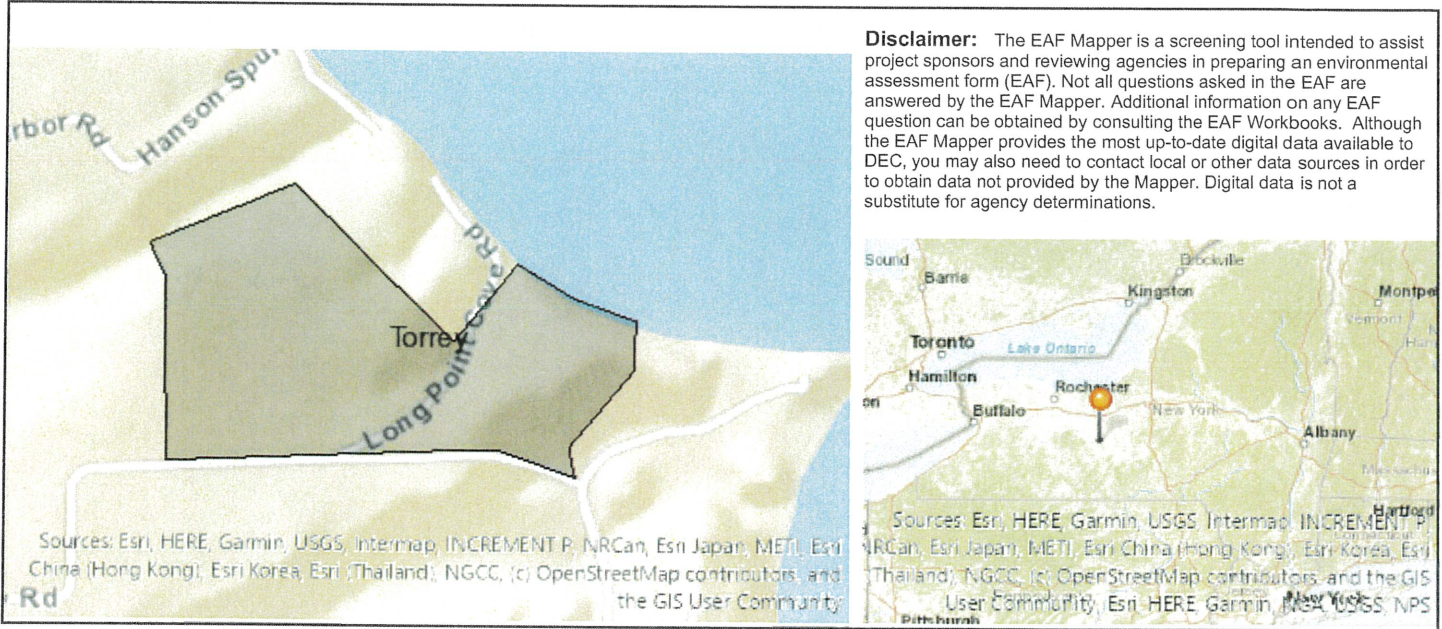 Disclaimer: The EAF Mapper is a screening tool intended to assist
project sponsors and reviewing agencies in preparing an environmental
assessment form (EAF). Not all questions asked in the EAF are
answered by the EAF Mapper. Additional information on any EAF
question can be obtained by consulting the EAF Workbooks. Although
the EAF Mapper provides the most up-to-date digital data available to
DEC, you may also need to contact local or other data sources in order
to obtain data not provided by the Mapper. Digital data is not a
substitute for agency determinations.
rbor Rd
Hanson Spur
Torrey
Long Point Cove Rd
Rd
Sources: Esri, HERE, Garmin, USGS, Intermap, INCREMENT P, NRCan, Esri Japan, METI, Esri
China (Hong Kong), Esri Korea, Esri (Thailand), NGCC, (c) OpenStreetMap contributors, and
the GIS User Community
Sound
Barrie
Brockville
Kingston
Montpe
Vermont
Toronto
Lake Ontario
Hamilton
Rochester
on
Buffalo
New York
Albany
Massachus
Hartford
Sources: Esri, HERE, Garmin, USGS, Intermap, INCREMENT P,
NRCan, Esri Japan, METI, Esri China (Hong Kong), Esri Korea, Esri
(Thailand), NGCC, (c) OpenStreetMap contributors, and the GIS
User Community, Esri, HERE, Garmin, NGA, USGS, NPS
New York
Pittsburgh